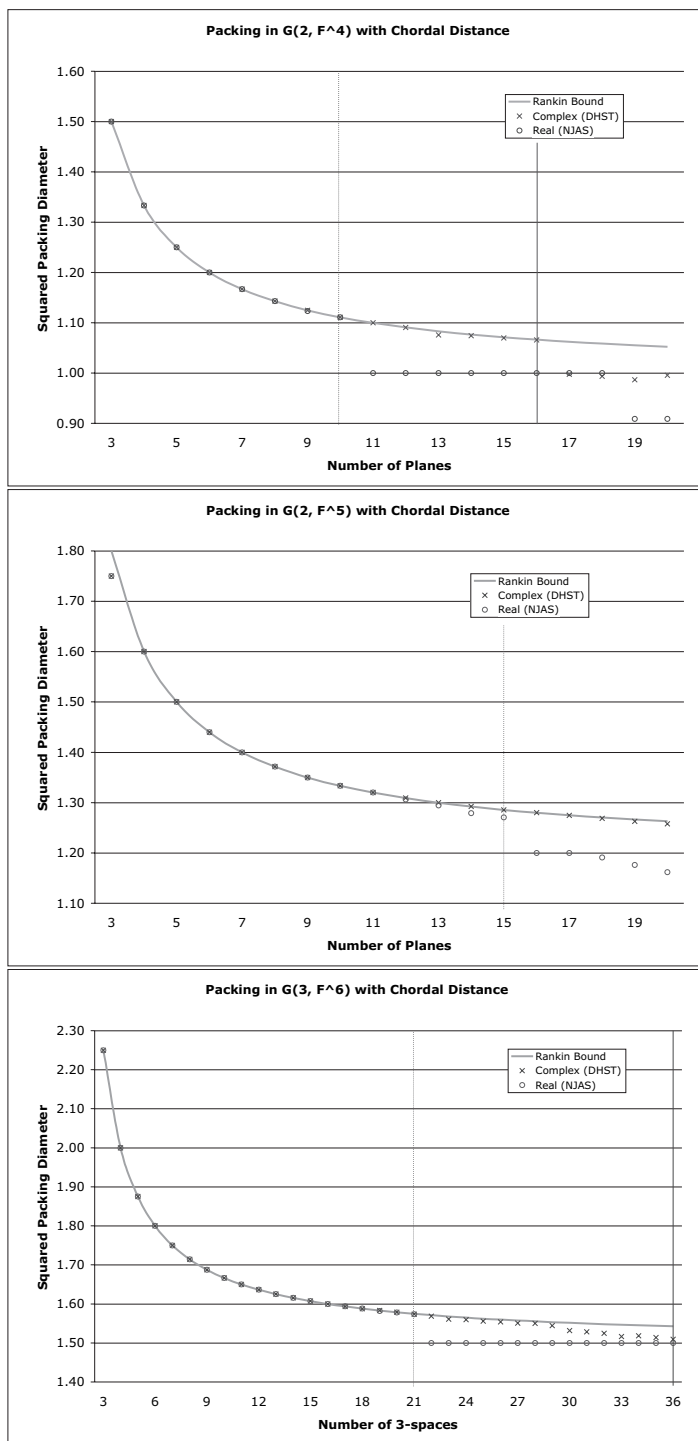 Packing in G(2, F^4) with Chordal Distance
1.60
1.50
1.40
1.30
1.20
1.10
1.00
0.90
Squared Packing Diameter
Rankin Bound
Complex (DHST)
Real (NJAS)
3 5 7 9 11 13 15 17 19
Number of Planes
Packing in G(2, F^5) with Chordal Distance
1.80
1.70
1.60
1.50
1.40
1.30
1.20
1.10
Squared Packing Diameter
Rankin Bound
Complex (DHST)
Real (NJAS)
3 5 7 9 11 13 15 17 19
Number of Planes
Packing in G(3, F^6) with Chordal Distance
2.30
2.20
2.10
2.00
1.90
1.80
1.70
1.60
1.50
1.40
Squared Packing Diameter
Rankin Bound
Complex (DHST)
Real (NJAS)
3 6 9 12 15 18 21 24 27 30 33 36
Number of 3-spaces